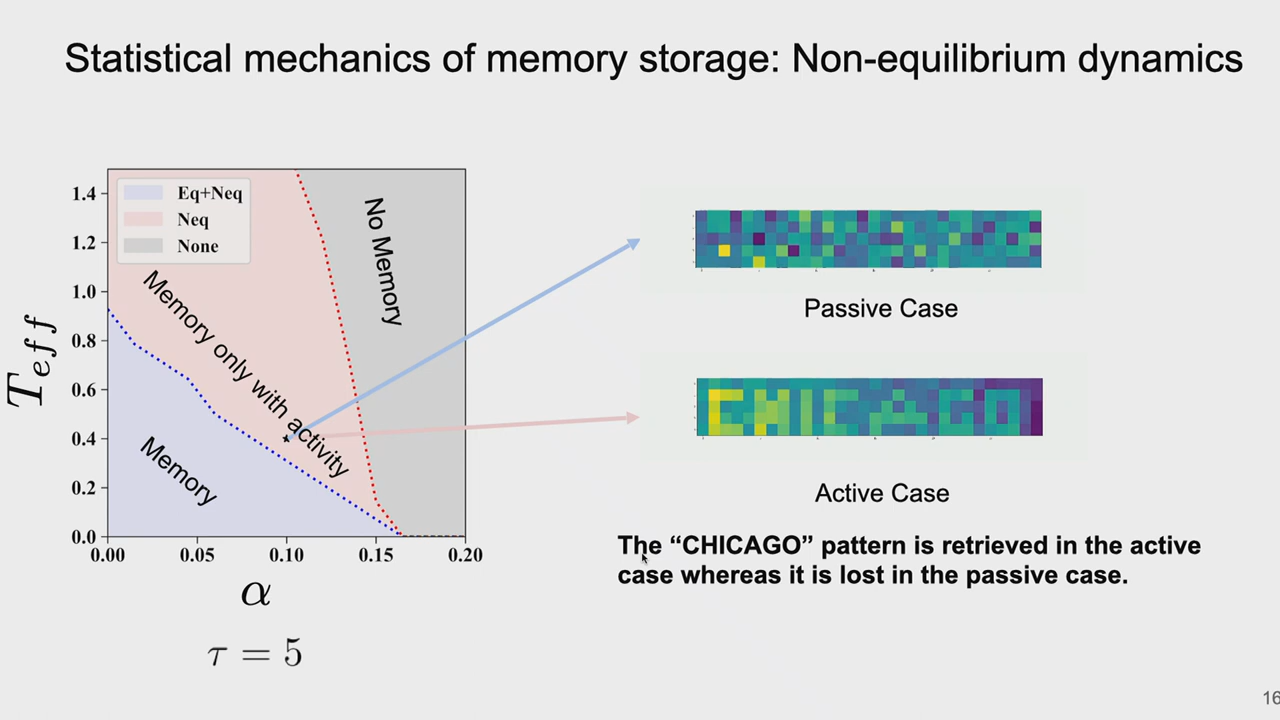 Statistical mechanics of memory storage: Non-equilibrium dynamics
1.4
1.2
1.0
0.8
0.6
0.4
0.2
0.0
T_eff
Eq+Neq
Neq
None
No Memory
Memory only with activity
Memory
0.00 0.05 0.10 0.15 0.20
α
τ = 5
Passive Case
CHICAGO
Active Case
The “CHICAGO” pattern is retrieved in the active
case whereas it is lost in the passive case.
16